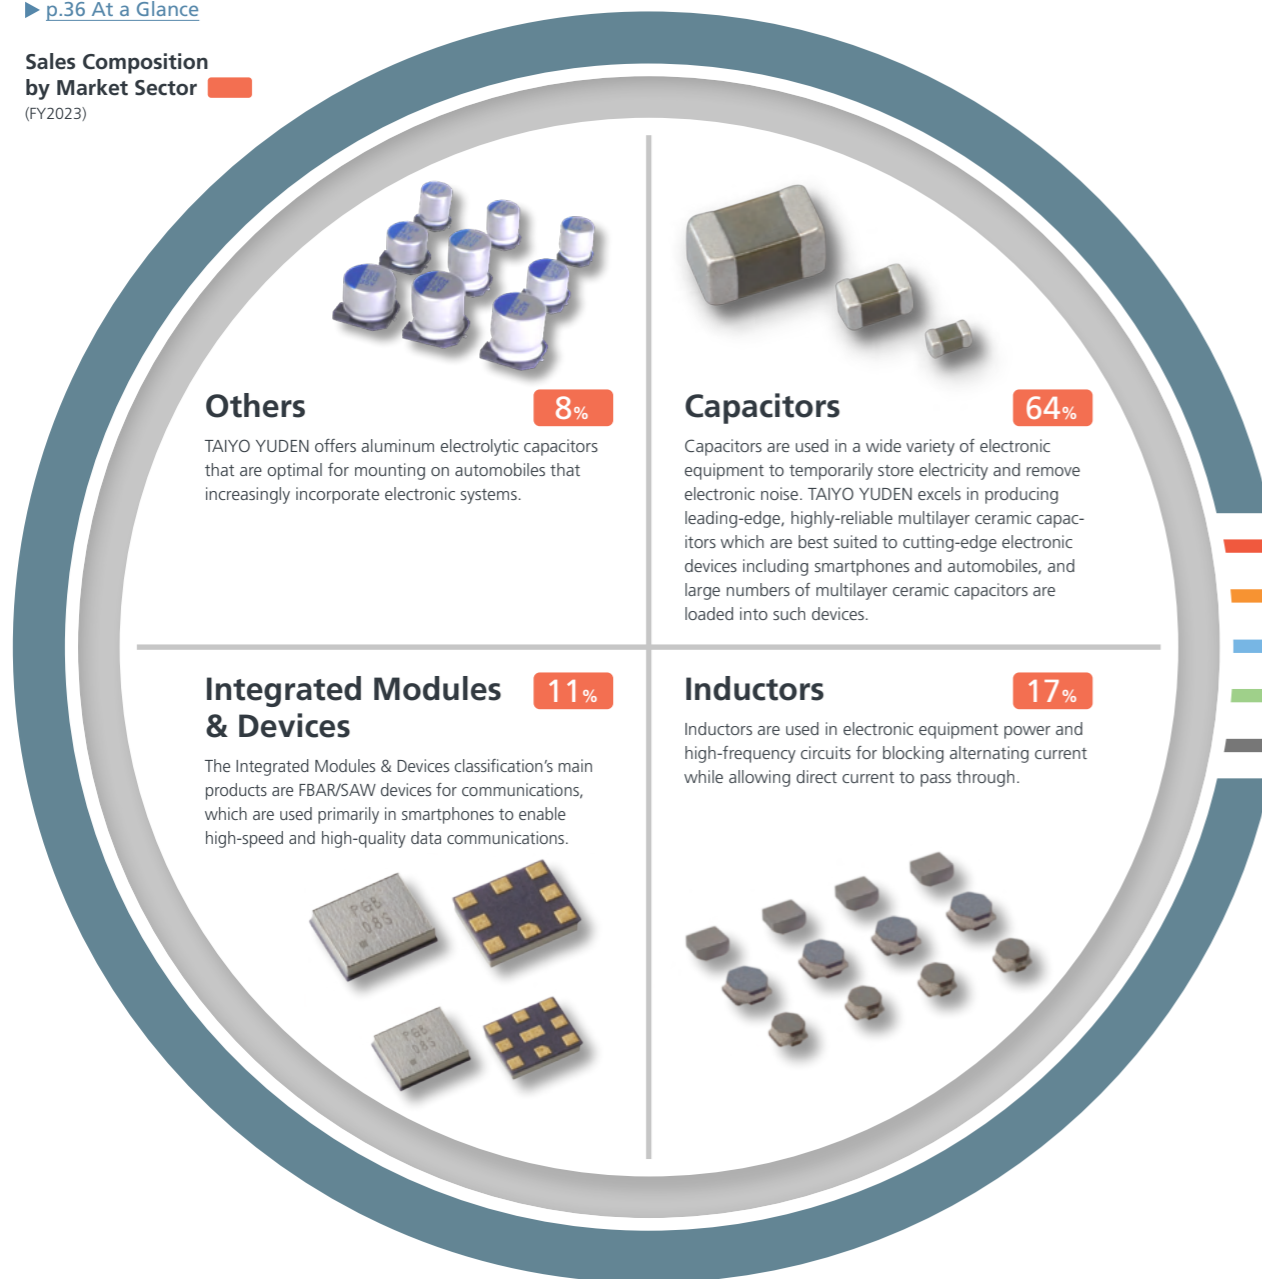 ▶ p.36 At a Glance
Sales Composition
by Market Sector
(FY2023)
Others 8%
TAIYO YUDEN offers aluminum electrolytic capacitors
that are optimal for mounting on automobiles that
increasingly incorporate electronic systems.
Capacitors 64%
Capacitors are used in a wide variety of electronic
equipment to temporarily store electricity and remove
electronic noise. TAIYO YUDEN excels in producing
leading-edge, highly-reliable multilayer ceramic capac-
itors which are best suited to cutting-edge electronic
devices including smartphones and automobiles, and
large numbers of multilayer ceramic capacitors are
loaded into such devices.
Integrated Modules 11%
& Devices
The Integrated Modules & Devices classification's main
products are FBAR/SAW devices for communications,
which are used primarily in smartphones to enable
high-speed and high-quality data communications.
Inductors 17%
Inductors are used in electronic equipment power and
high-frequency circuits for blocking alternating current
while allowing direct current to pass through.